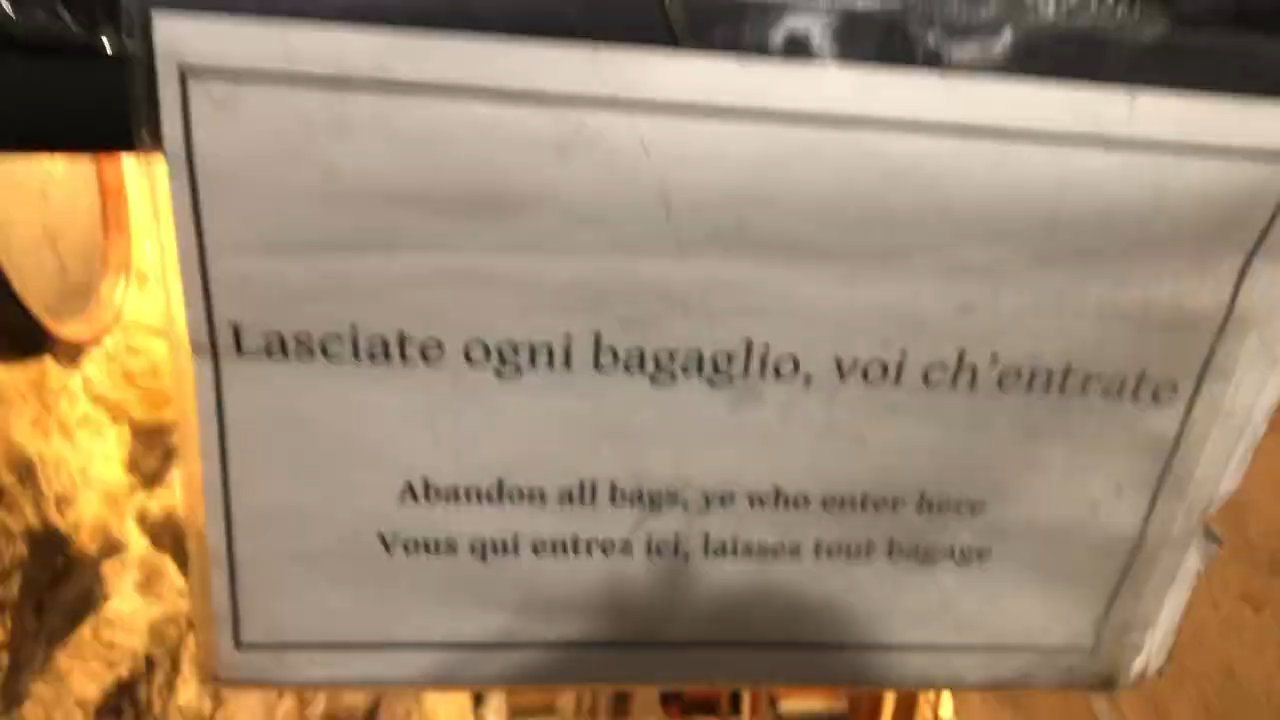 Lasciate ogni bagaglio, voi ch'entrate
Abandon all bags, ye who enter here
Vous qui entrez ici, laissez tout bagage